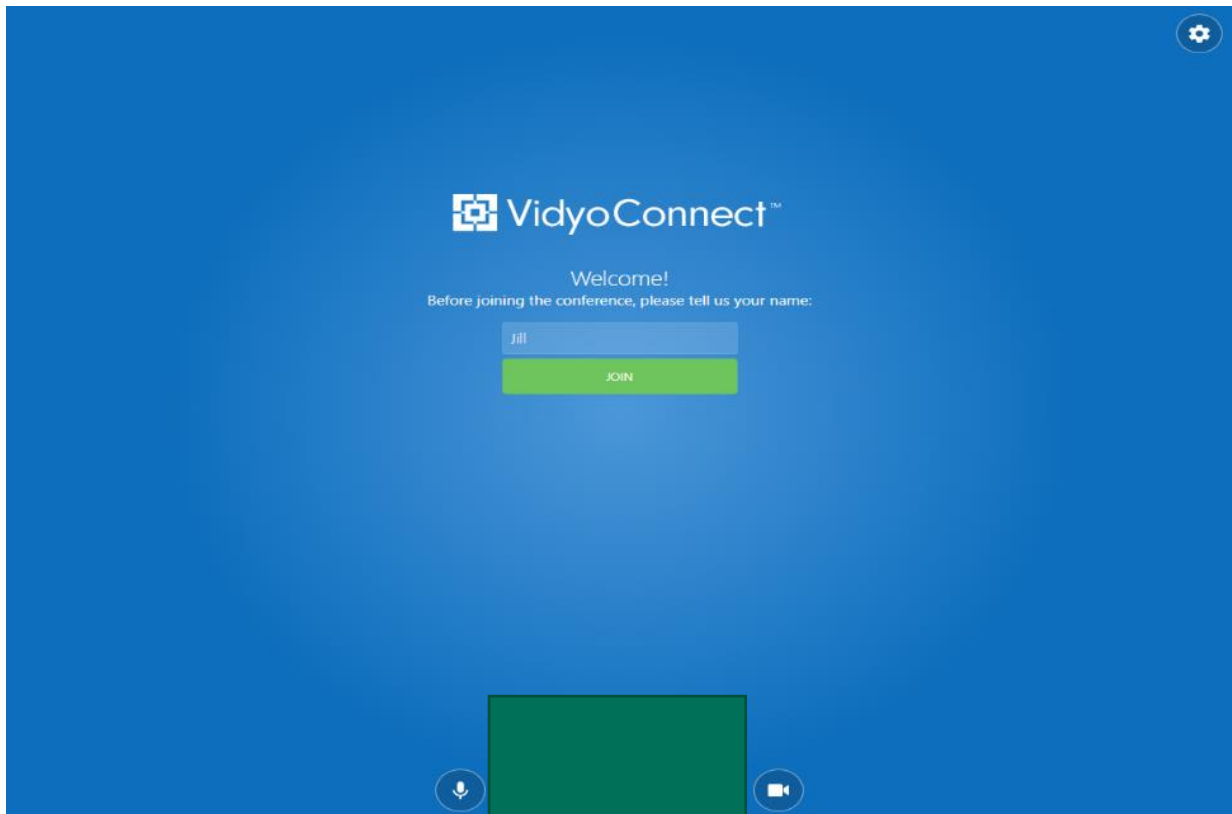 VidyoConnect™
Welcome!
Before joining the conference, please tell us your name:
Jill
JOIN